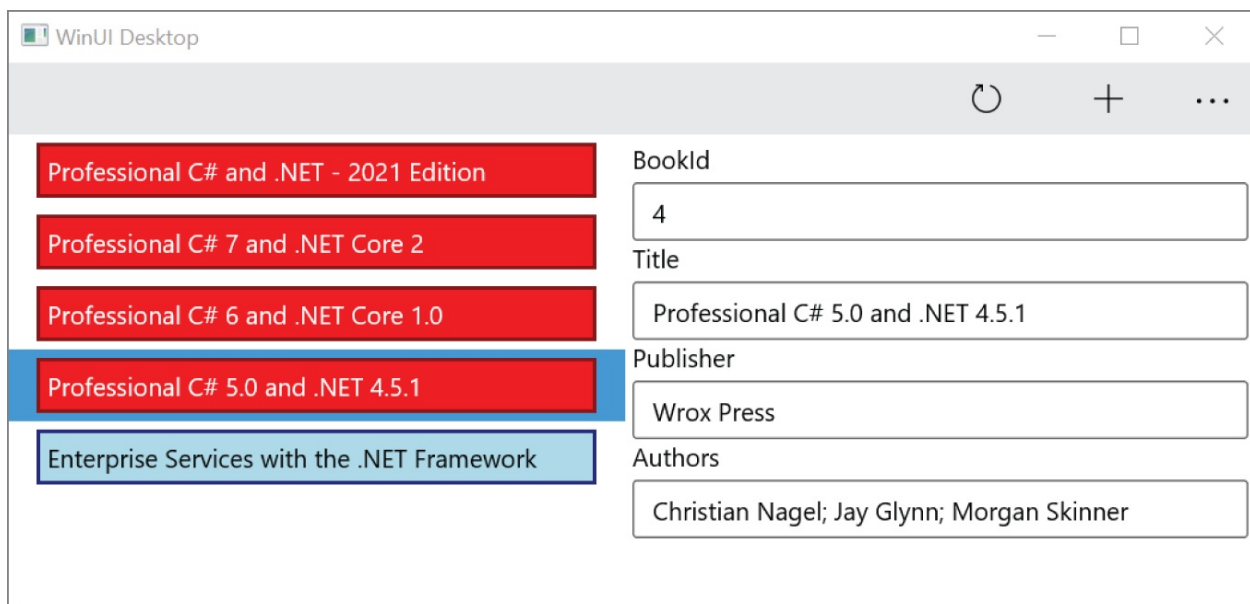 WinUI Desktop
Professional C# and .NET - 2021 Edition
Professional C# 7 and .NET Core 2
Professional C# 6 and .NET Core 1.0
Professional C# 5.0 and .NET 4.5.1
Enterprise Services with the .NET Framework
BookId
4
Title
Professional C# 5.0 and .NET 4.5.1
Publisher
Wrox Press
Authors
Christian Nagel; Jay Glynn; Morgan Skinner